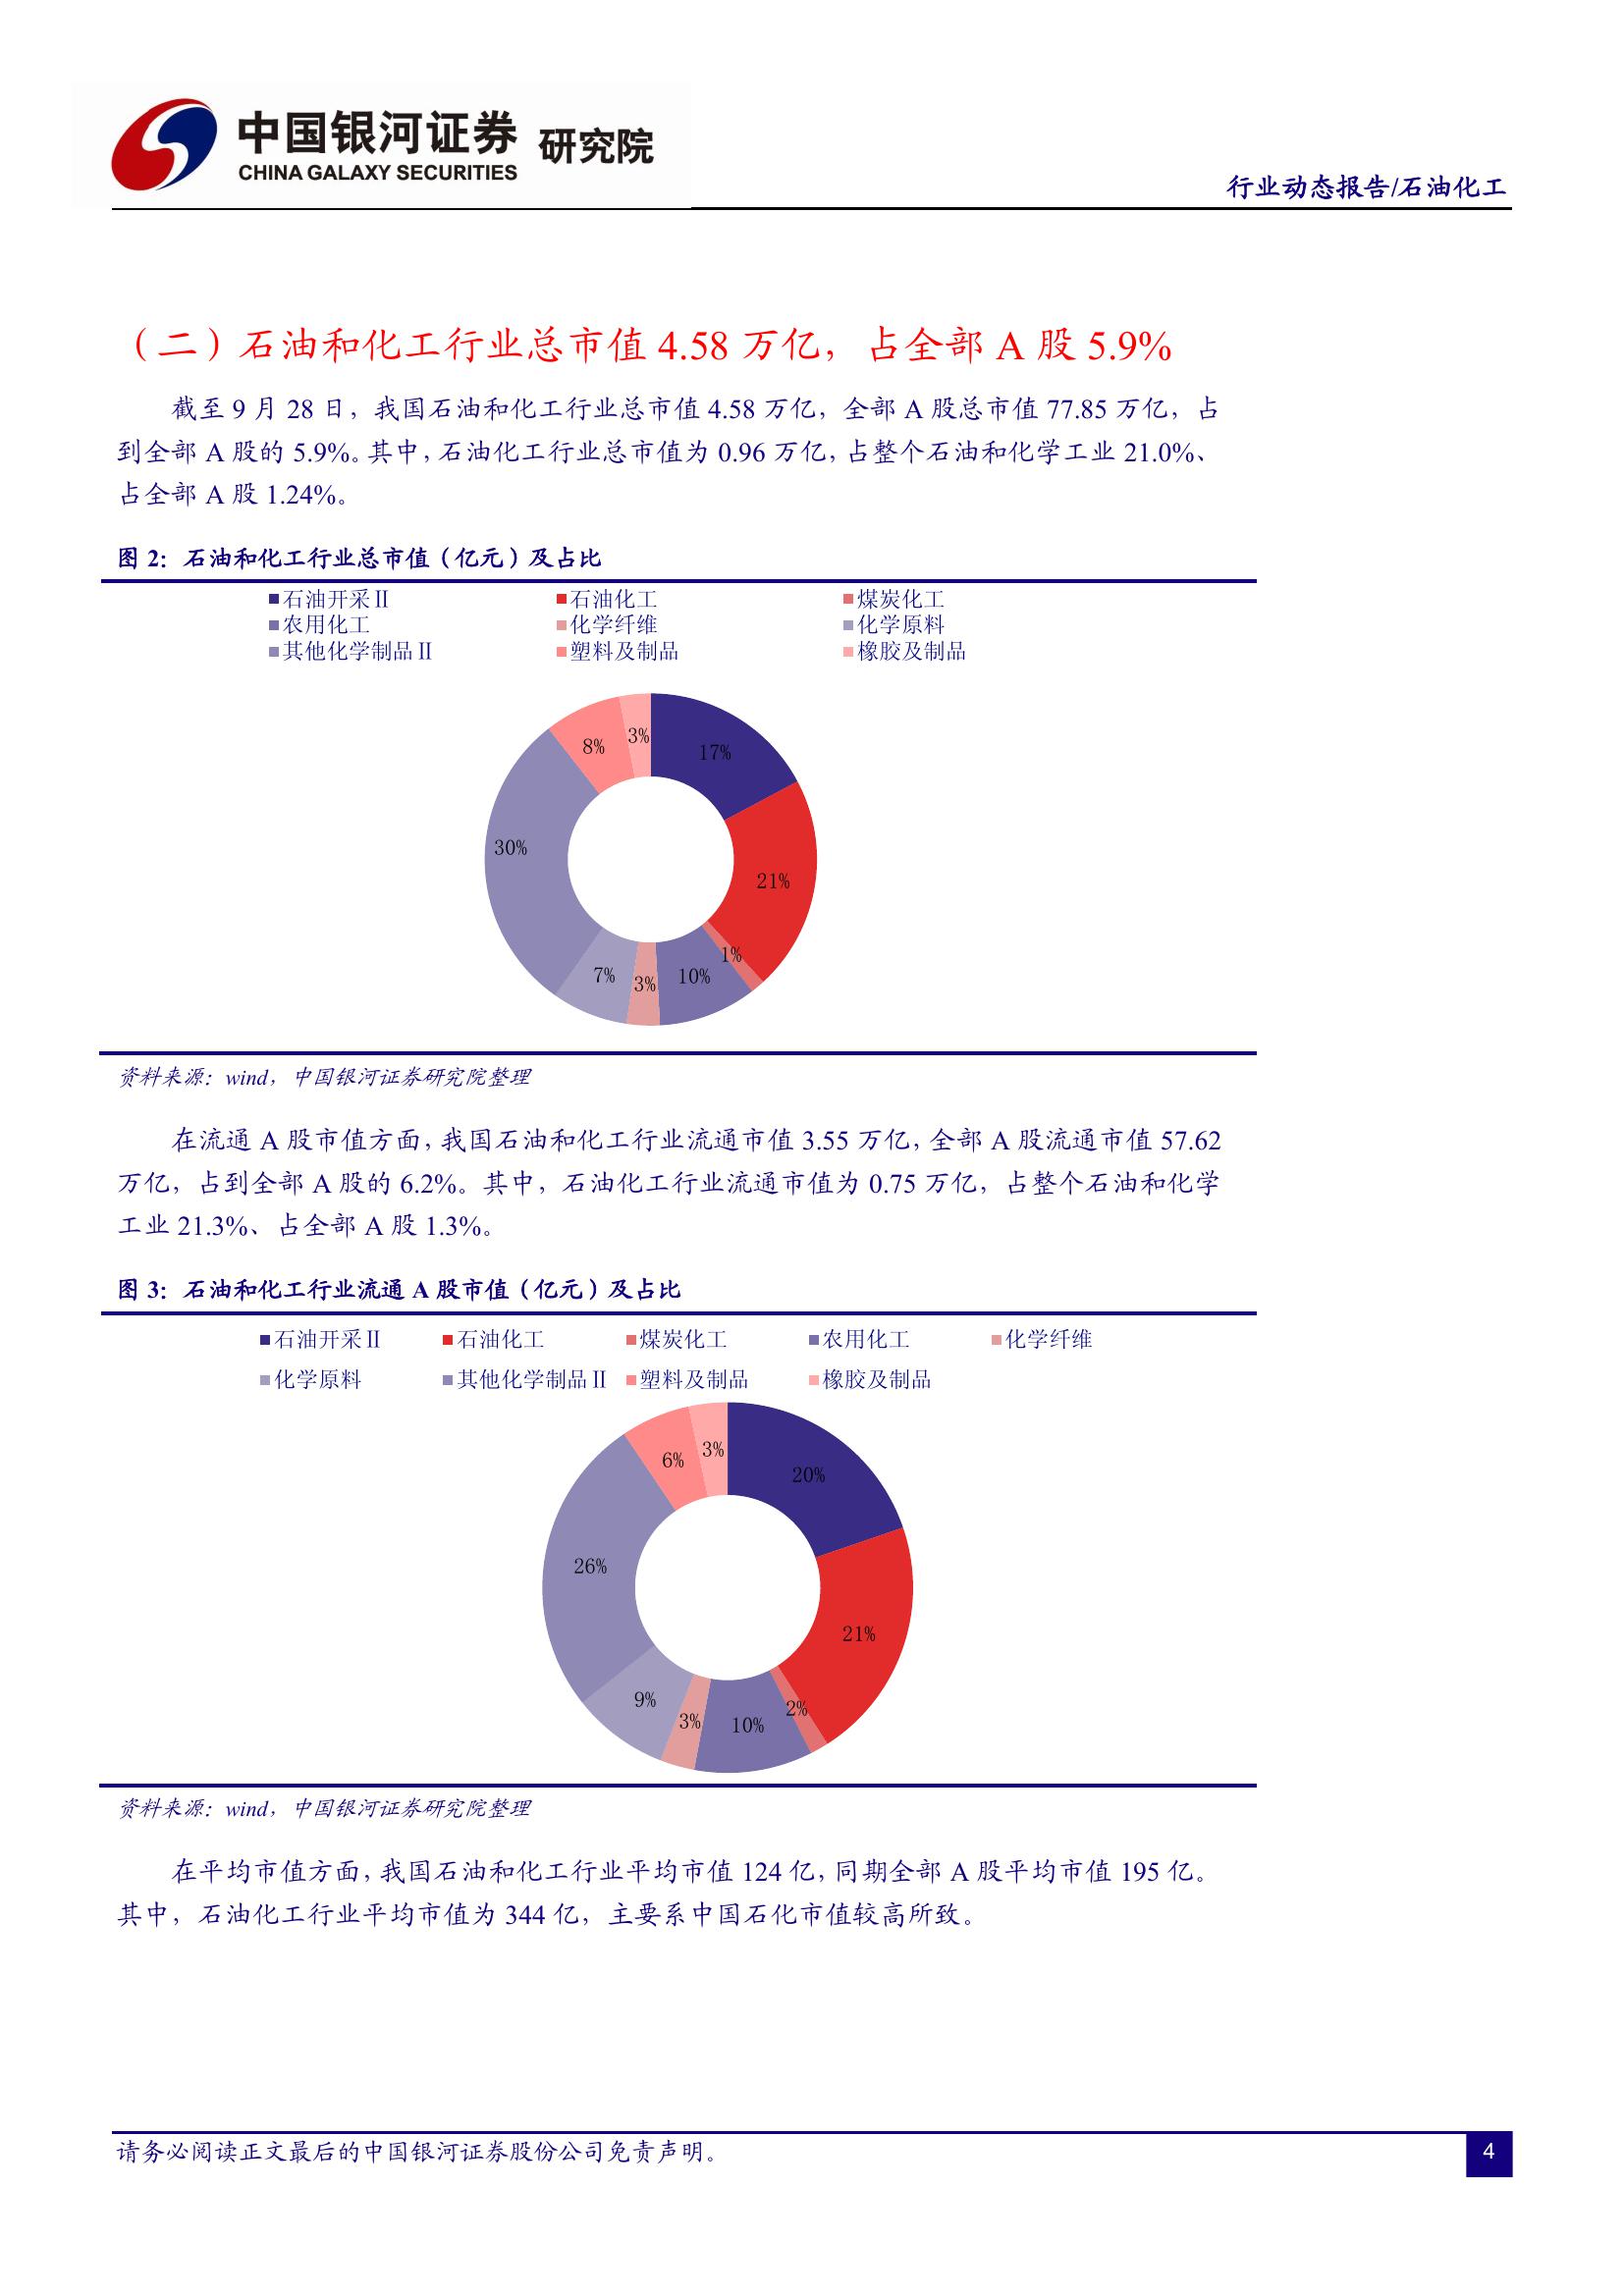 中国银河证券 研究院
CHINA GALAXY SECURITIES
行业动态报告/石油化工
（二）石油和化工行业总市值 4.58 万亿，占全部 A 股 5.9%
截至 9 月 28 日，我国石油和化工行业总市值 4.58 万亿，全部 A 股总市值 77.85 万亿，占
到全部 A 股的 5.9%。其中，石油化工行业总市值为 0.96 万亿，占整个石油和化学工业 21.0%、
占全部 A 股 1.24%。
图 2：石油和化工行业总市值（亿元）及占比
石油开采Ⅱ 石油化工 煤炭化工
农用化工 化学纤维 化学原料
其他化学制品Ⅱ 塑料及制品 橡胶及制品
3%
8%
17%
30%
21%
1%
7%
3%
10%
资料来源：wind，中国银河证券研究院整理
在流通 A 股市值方面，我国石油和化工行业流通市值 3.55 万亿，全部 A 股流通市值 57.62
万亿，占到全部 A 股的 6.2%。其中，石油化工行业流通市值为 0.75 万亿，占整个石油和化学
工业 21.3%、占全部 A 股 1.3%。
图 3：石油和化工行业流通 A 股市值（亿元）及占比
石油开采Ⅱ 石油化工 煤炭化工 农用化工 化学纤维
化学原料 其他化学制品Ⅱ 塑料及制品 橡胶及制品
3%
6%
20%
26%
21%
9%
2%
3%
10%
资料来源：wind，中国银河证券研究院整理
在平均市值方面，我国石油和化工行业平均市值 124 亿，同期全部 A 股平均市值 195 亿。
其中，石油化工行业平均市值为 344 亿，主要系中国石化市值较高所致。
请务必阅读正文最后的中国银河证券股份公司免责声明。
4